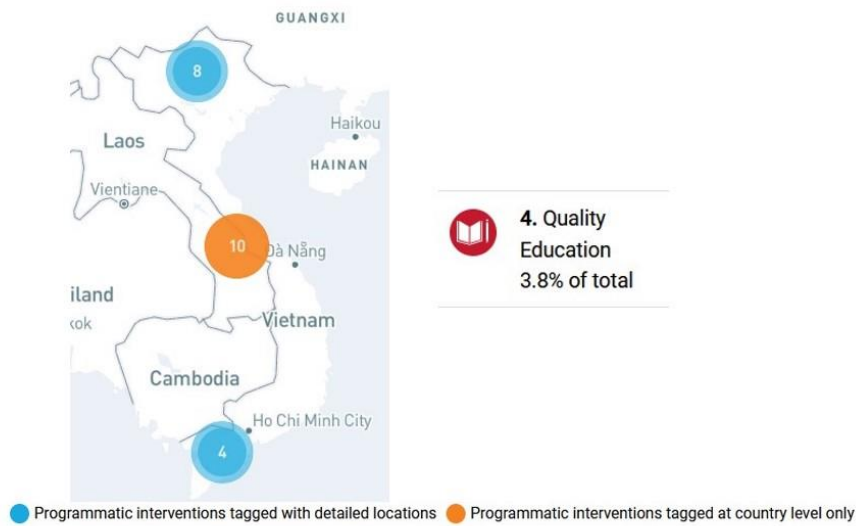 GUANGXI
8
Haikou
Laos
HAINAN
Vientiane
10
Đà Nẵng
4. Quality
Education
3.8% of total
iland
kok
Vietnam
Cambodia
Ho Chi Minh City
4
Programmatic interventions tagged with detailed locations
Programmatic interventions tagged at country level only